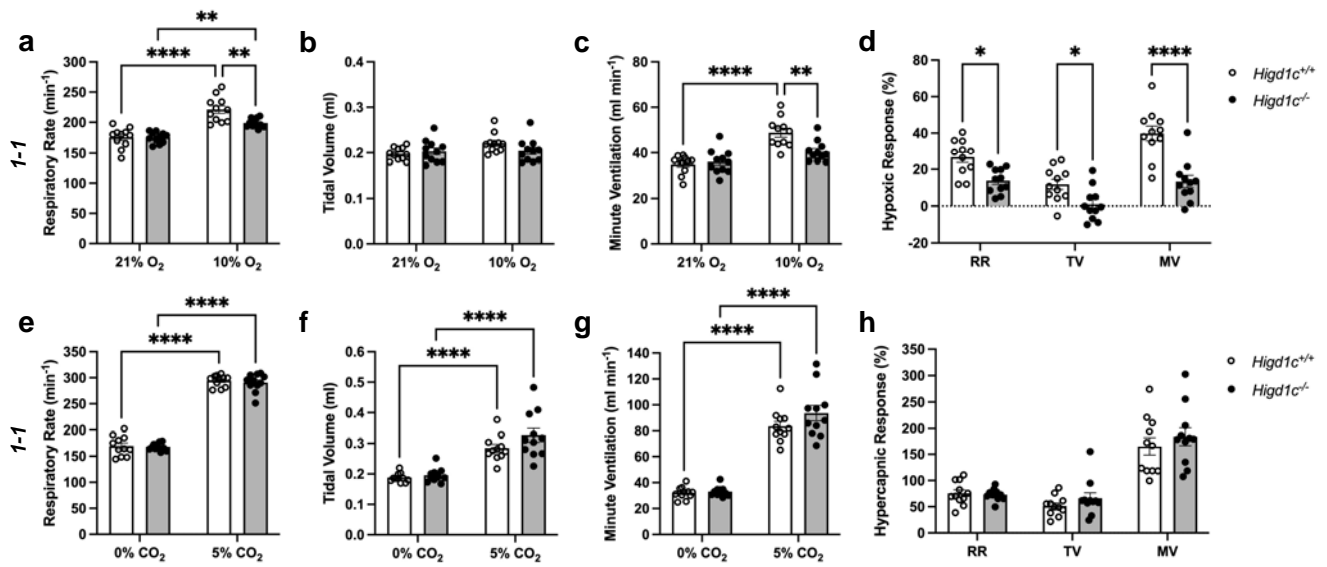 a
Respiratory Rate (min⁻¹)
350
300
250
200
150
100
50
0
**
****
**
21% O₂
10% O₂
b
Tidal Volume (ml)
0.4
0.3
0.2
0.1
0.0
21% O₂
10% O₂
c
Minute Ventilation (ml min⁻¹)
80
60
40
20
0
****
**
21% O₂
10% O₂
d
Hypoxic Response (%)
80
60
40
20
0
-20
*
*
****
RR
TV
MV
Higd1c⁺/⁺
Higd1c⁻/⁻
1-1
e
Respiratory Rate (min⁻¹)
350
300
250
200
150
100
50
0
****
****
0% CO₂
5% CO₂
f
Tidal Volume (ml)
0.6
0.5
0.4
0.3
0.2
0.1
0.0
****
****
0% CO₂
5% CO₂
g
Minute Ventilation (ml min⁻¹)
140
120
100
80
60
40
20
0
****
****
0% CO₂
5% CO₂
h
Hypercapnic Response (%)
350
300
250
200
150
100
50
0
RR
TV
MV
Higd1c⁺/⁺
Higd1c⁻/⁻
1-1